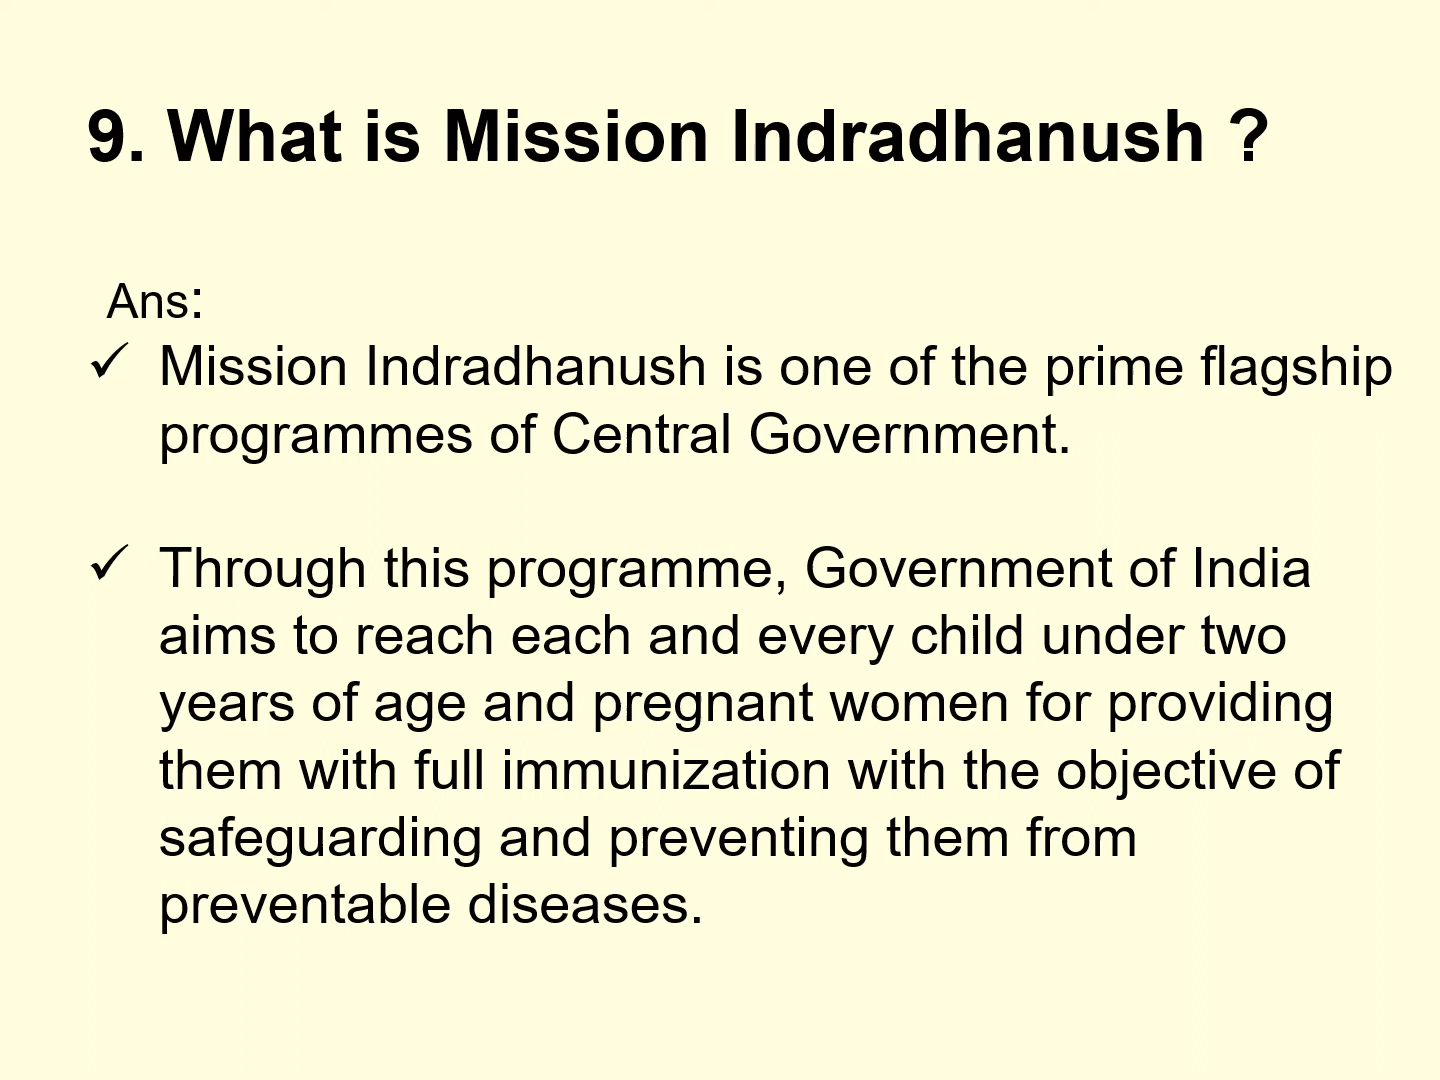 9. What is Mission Indradhanush ?
Ans:
✓ Mission Indradhanush is one of the prime flagship
programmes of Central Government.
✓ Through this programme, Government of India
aims to reach each and every child under two
years of age and pregnant women for providing
them with full immunization with the objective of
safeguarding and preventing them from
preventable diseases.